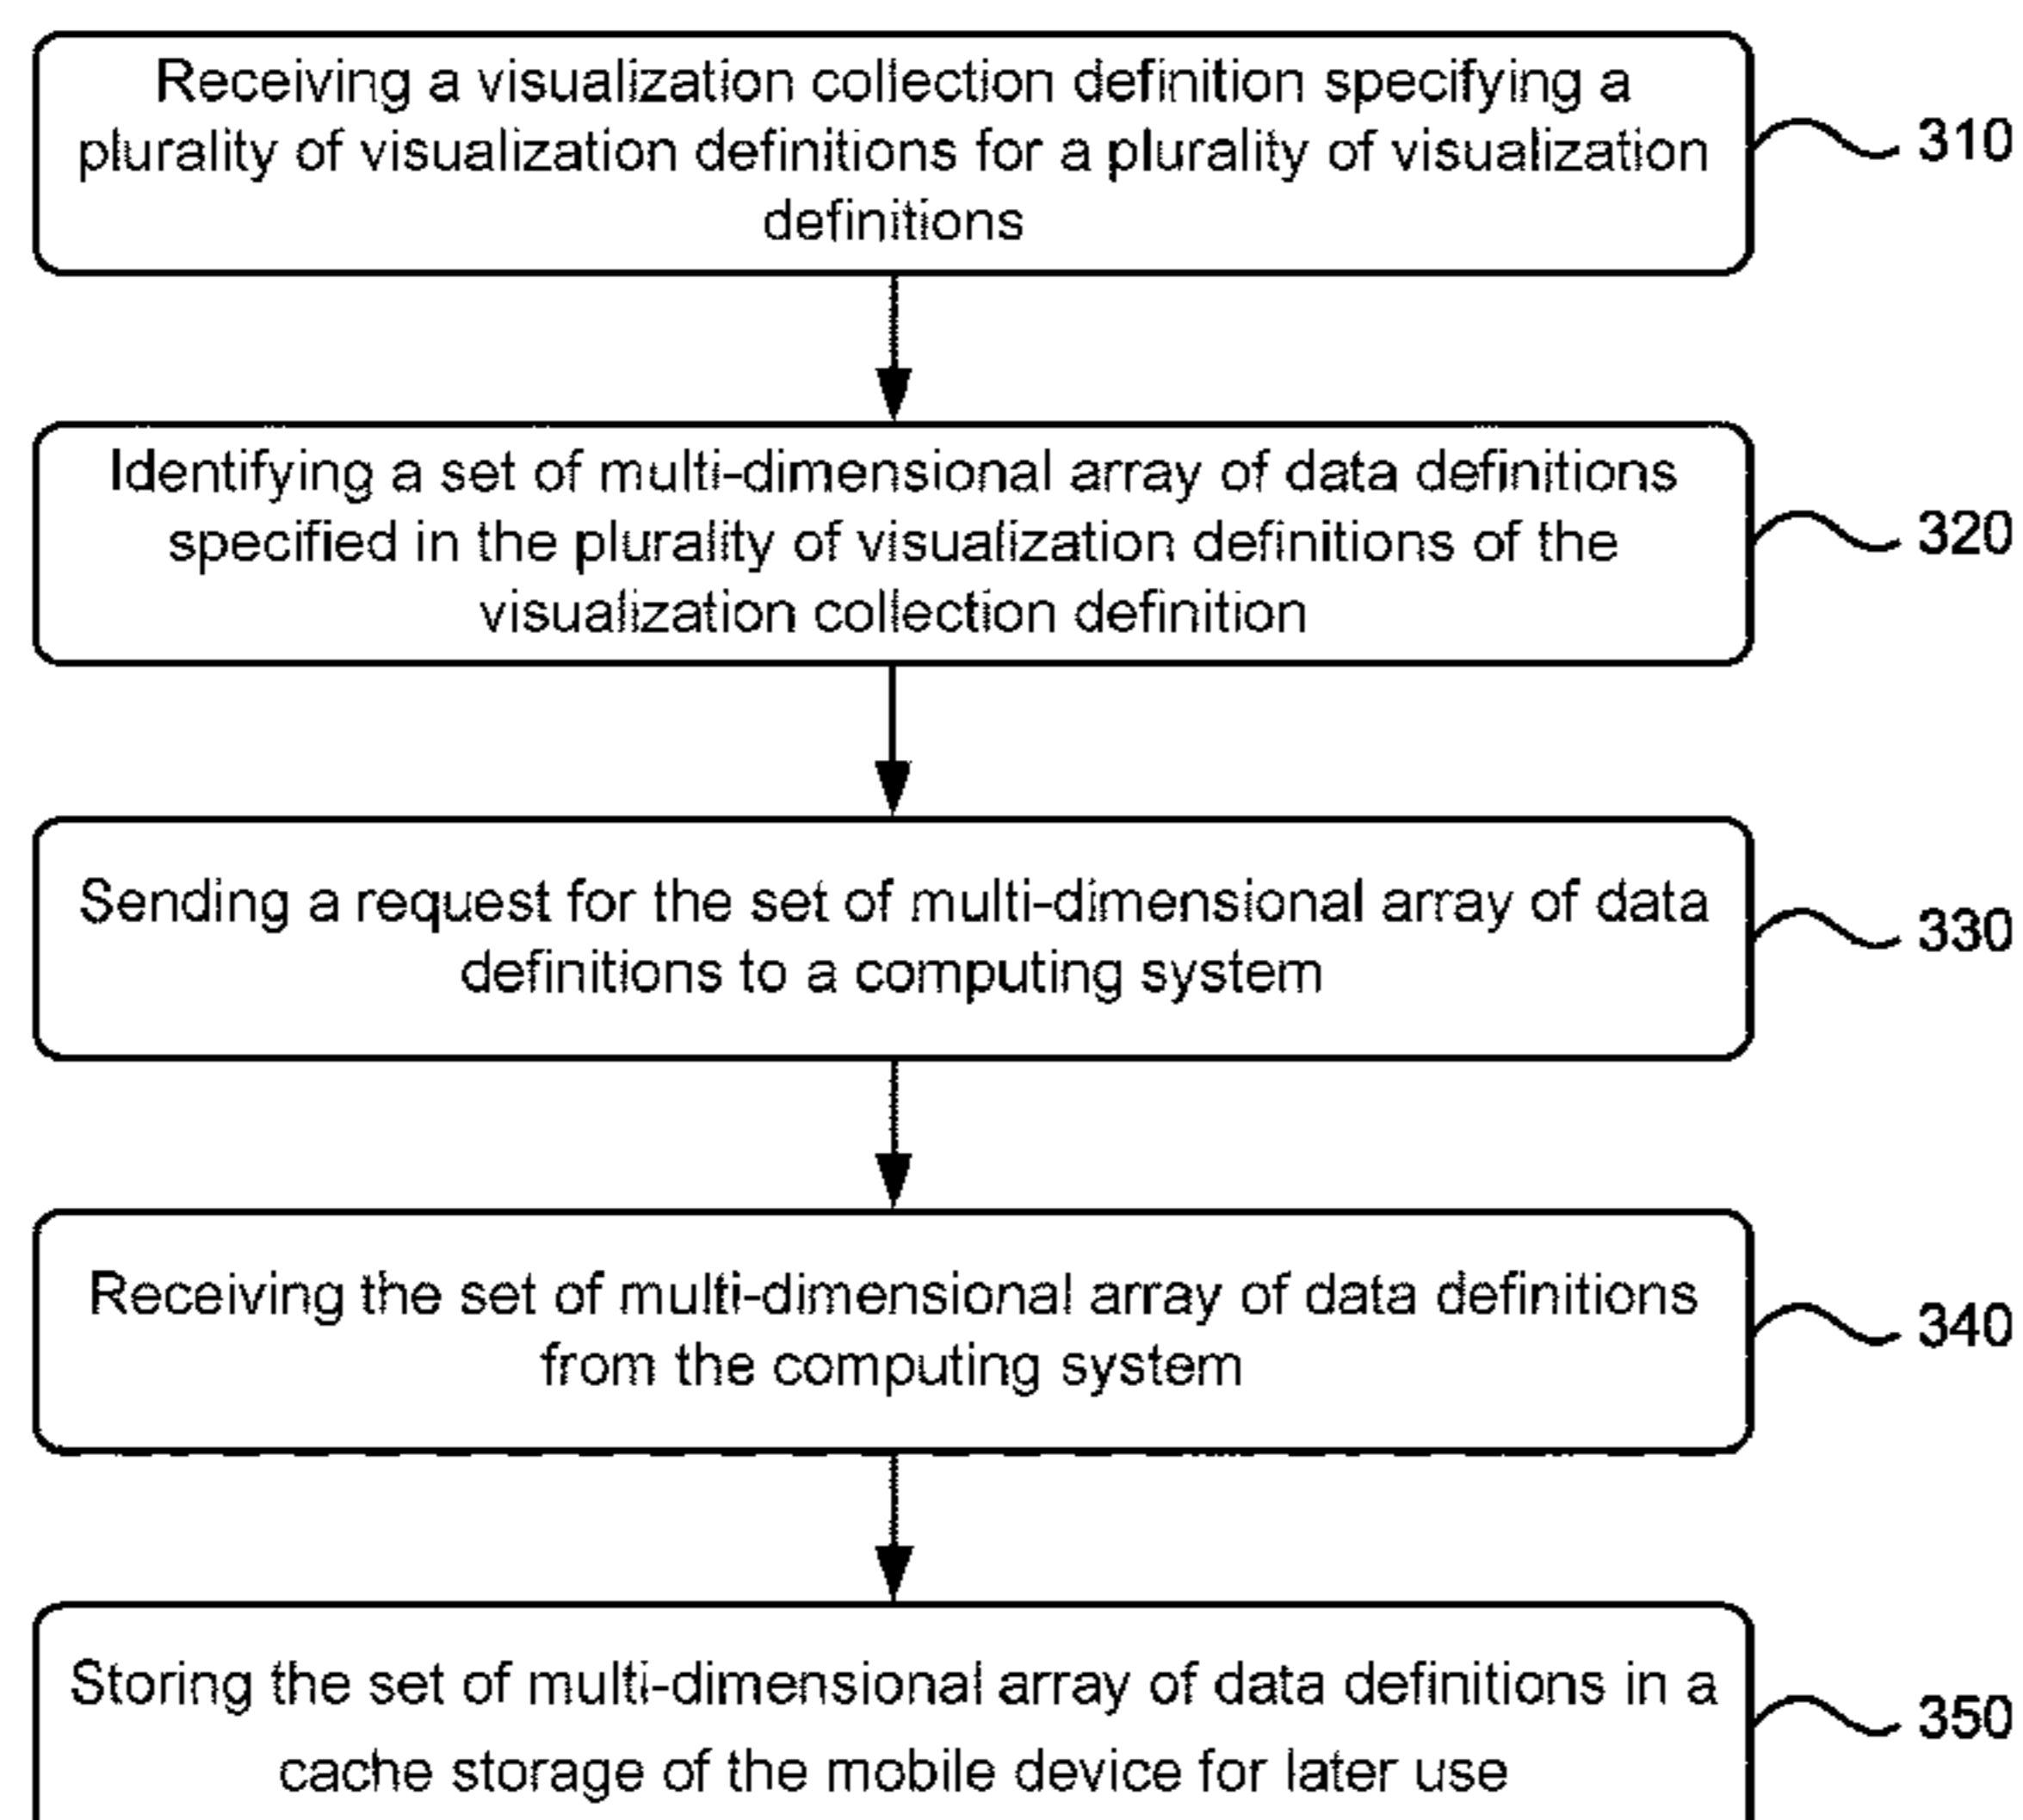 Receiving a visualization collection definition specifying a
plurality of visualization definitions for a plurality of visualization
definitions
310
Identifying a set of multi-dimensional array of data definitions
specified in the plurality of visualization definitions of the
visualization collection definition
320
Sending a request for the set of multi-dimensional array of data
definitions to a computing system
330
Receiving the set of multi-dimensional array of data definitions
from the computing system
340
Storing the set of multi-dimensional array of data definitions in a
cache storage of the mobile device for later use
350